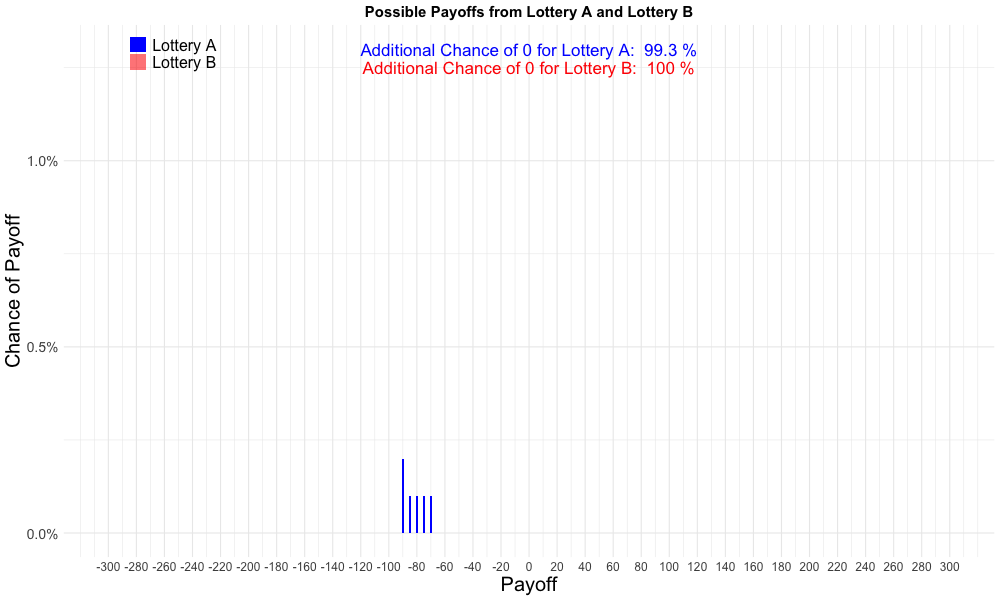 Possible Payoffs from Lottery A and Lottery B
Lottery A
Lottery B
Additional Chance of 0 for Lottery A:  99.3 %
Additional Chance of 0 for Lottery B:  100 %
Chance of Payoff
1.0%
0.5%
0.0%
-300 -280 -260 -240 -220 -200 -180 -160 -140 -120 -100 -80 -60 -40 -20 0 20 40 60 80 100 120 140 160 180 200 220 240 260 280 300
Payoff